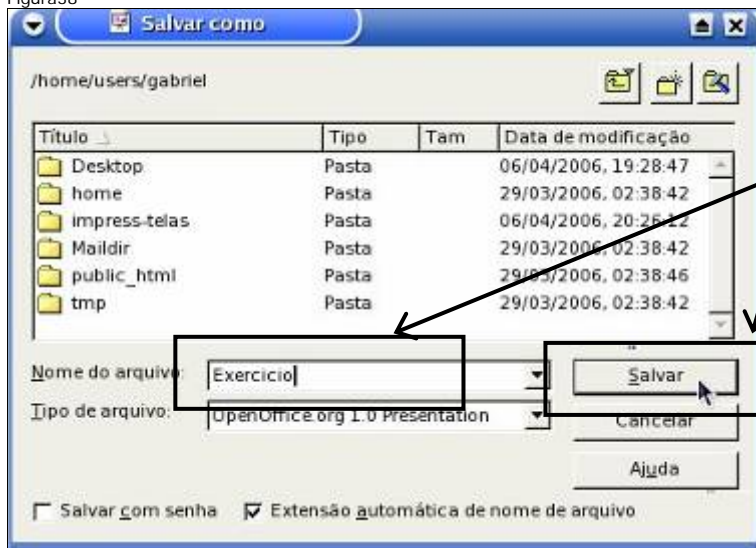 Figura38
Salvar como
/home/users/gabriel
Título Tipo Tam Data de modificação
Desktop Pasta 06/04/2006, 19:28:47
home Pasta 29/03/2006, 02:38:42
impress-telas Pasta 06/04/2006, 20:26:12
Maildir Pasta 29/03/2006, 02:38:42
public_html Pasta 29/03/2006, 02:38:46
tmp Pasta 29/03/2006, 02:38:42
Nome do arquivo: Exercicio Salvar
Tipo de arquivo: OpenOffice.org 1.0 Presentation Cancelar
Ajuda
Salvar com senha Extensão automática de nome de arquivo